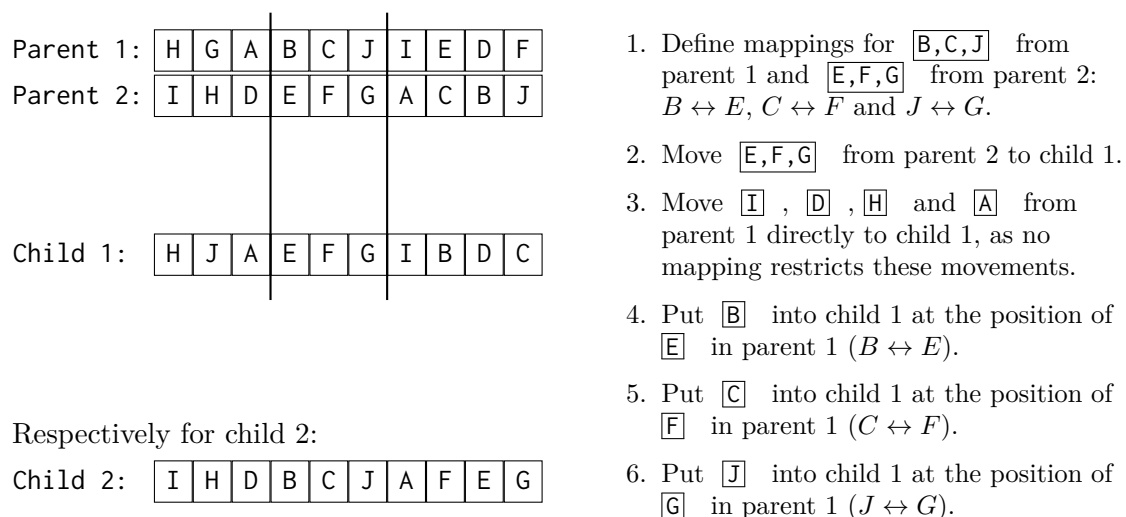 Parent 1: H G A B C J I E D F
Parent 2: I H D E F G A C B J
Child 1: H J A E F G I B D C
Respectively for child 2:
Child 2: I H D B C J A F E G
1. Define mappings for B,C,J from
parent 1 and E,F,G from parent 2:
B ↔ E, C ↔ F and J ↔ G.
2. Move E,F,G from parent 2 to child 1.
3. Move I , D , H and A from
parent 1 directly to child 1, as no
mapping restricts these movements.
4. Put B into child 1 at the position of
E in parent 1 (B ↔ E).
5. Put C into child 1 at the position of
F in parent 1 (C ↔ F).
6. Put J into child 1 at the position of
G in parent 1 (J ↔ G).